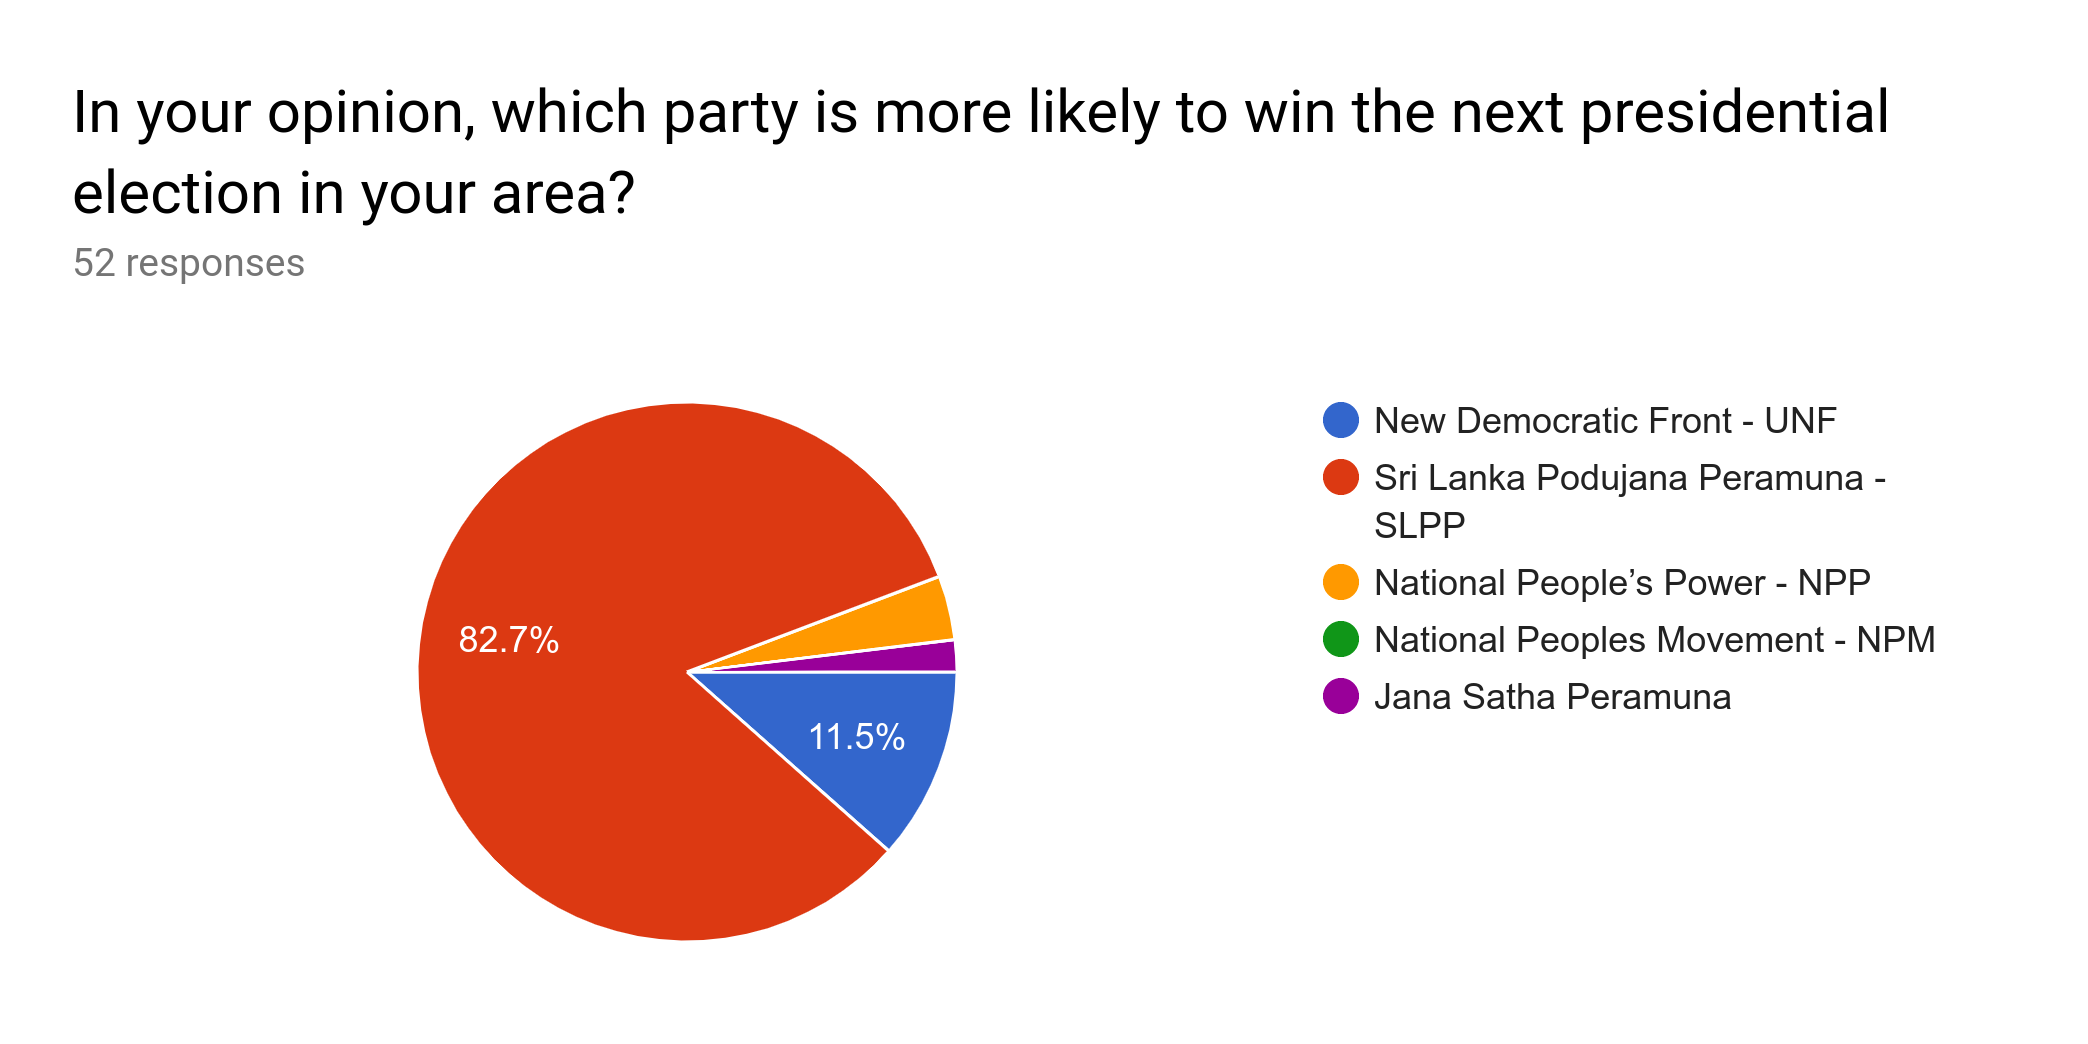 In your opinion, which party is more likely to win the next presidential
election in your area?
52 responses
82.7%
11.5%
New Democratic Front - UNF
Sri Lanka Podujana Peramuna -
SLPP
National People’s Power - NPP
National Peoples Movement - NPM
Jana Satha Peramuna